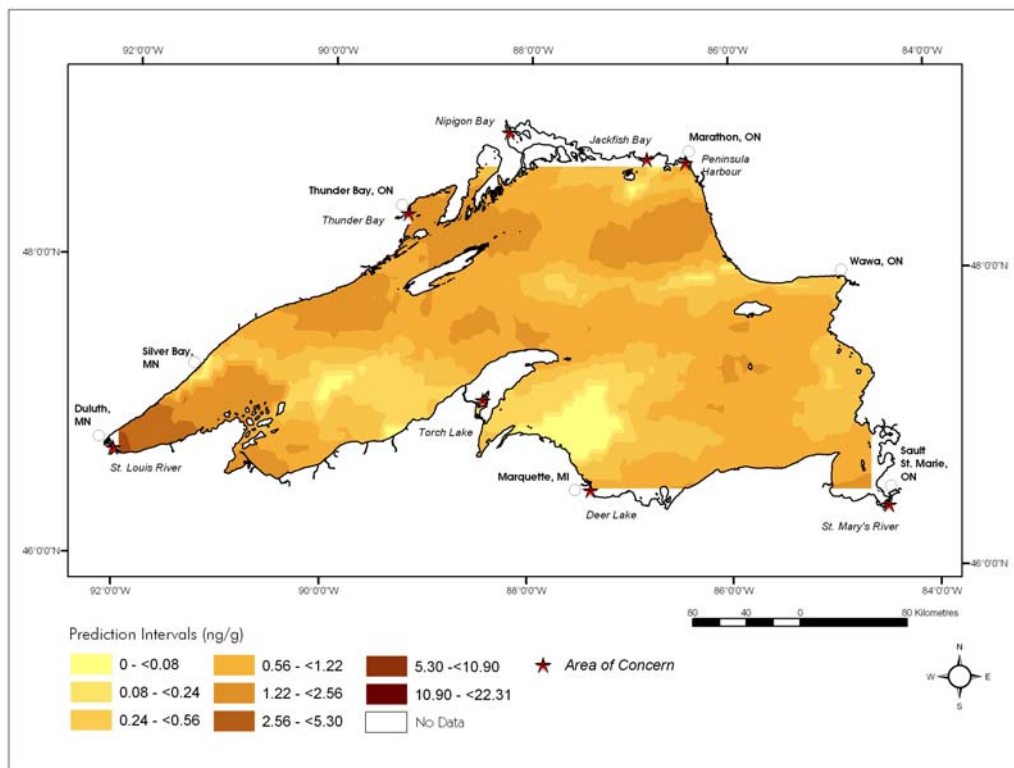 92°0'0"W 90°0'0"W 88°0'0"W 86°0'0"W 84°0'0"W
Nipigon Bay
Jackfish Bay
Marathon, ON
Peninsula
Harbour
Thunder Bay, ON
Thunder Bay
48°0'0"N
48°0'0"N
Wawa, ON
Silver Bay,
MN
Duluth,
MN
St. Louis River
Torch Lake
Marquette, MI
Deer Lake
Sault
St. Marie,
ON
St. Mary's River
46°0'0"N
46°0'0"N
92°0'0"W 90°0'0"W 88°0'0"W 86°0'0"W 84°0'0"W
80 40 0 80 Kilometres
Prediction Intervals (ng/g)
0 - <0.08
0.08 - <0.24
0.24 - <0.56
0.56 - <1.22
1.22 - <2.56
2.56 - <5.30
5.30 -<10.90
10.90 - <22.31
No Data
Area of Concern
N
W E
S